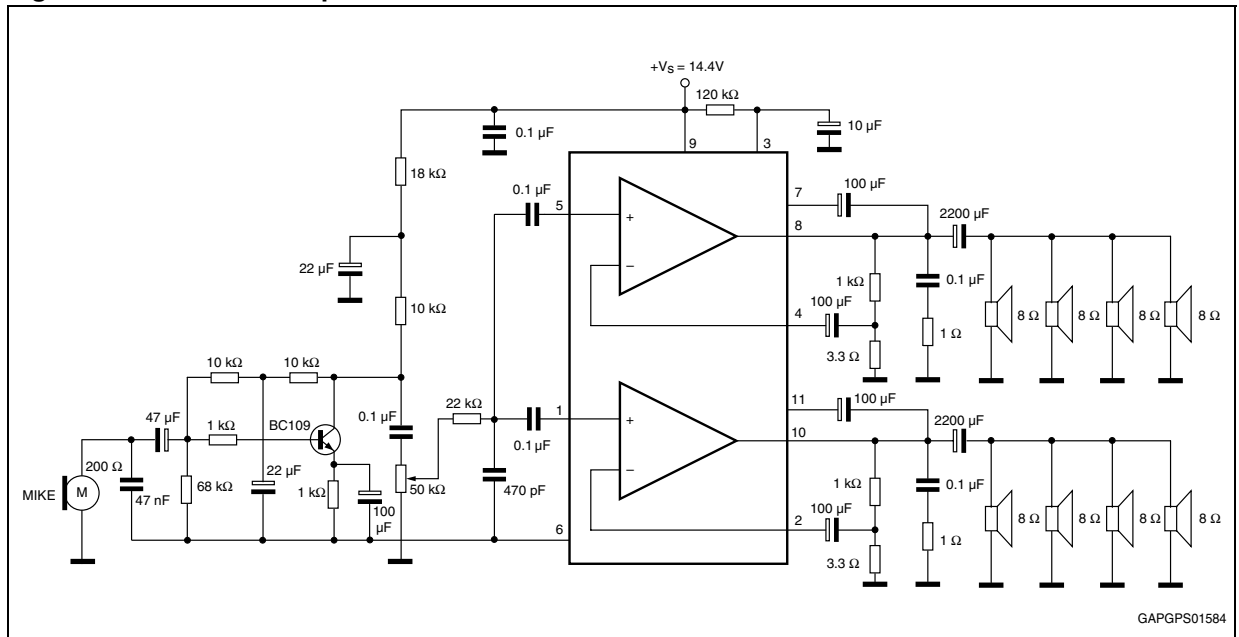 +VS = 14.4V
120 kΩ
0.1 µF
10 µF
9
3
18 kΩ
0.1 µF
5
+
−
7
100 µF
8
2200 µF
22 µF
10 kΩ
1 kΩ
0.1 µF
100 µF
4
3.3 Ω
1 Ω
8 Ω
8 Ω
8 Ω
8 Ω
10 kΩ
10 kΩ
47 µF
1 kΩ
BC109
0.1 µF
22 kΩ
1
0.1 µF
+
−
11
100 µF
10
2200 µF
200 Ω
MIKE
M
47 nF
68 kΩ
22 µF
1 kΩ
100 µF
50 kΩ
470 pF
6
1 kΩ
0.1 µF
100 µF
2
3.3 Ω
1 Ω
8 Ω
8 Ω
8 Ω
8 Ω
GAPGPS01584